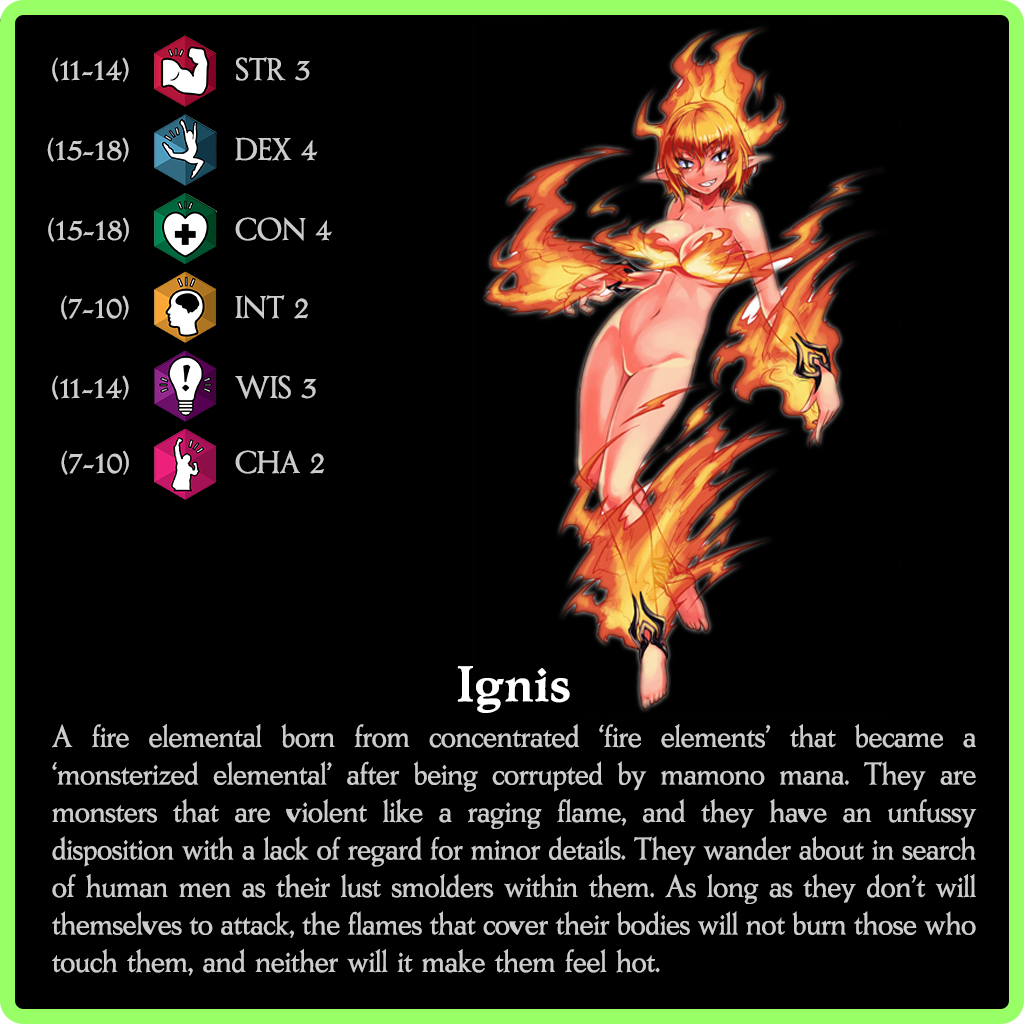 (11-14) STR 3
(15-18) DEX 4
(15-18) CON 4
(7-10) INT 2
(11-14) WIS 3
(7-10) CHA 2
Ignis
A fire elemental born from concentrated ‘fire elements’ that became a
‘monsterized elemental’ after being corrupted by mamono mana. They are
monsters that are violent like a raging flame, and they have an unfussy
disposition with a lack of regard for minor details. They wander about in search
of human men as their lust smolders within them. As long as they don’t will
themselves to attack, the flames that cover their bodies will not burn those who
touch them, and neither will it make them feel hot.